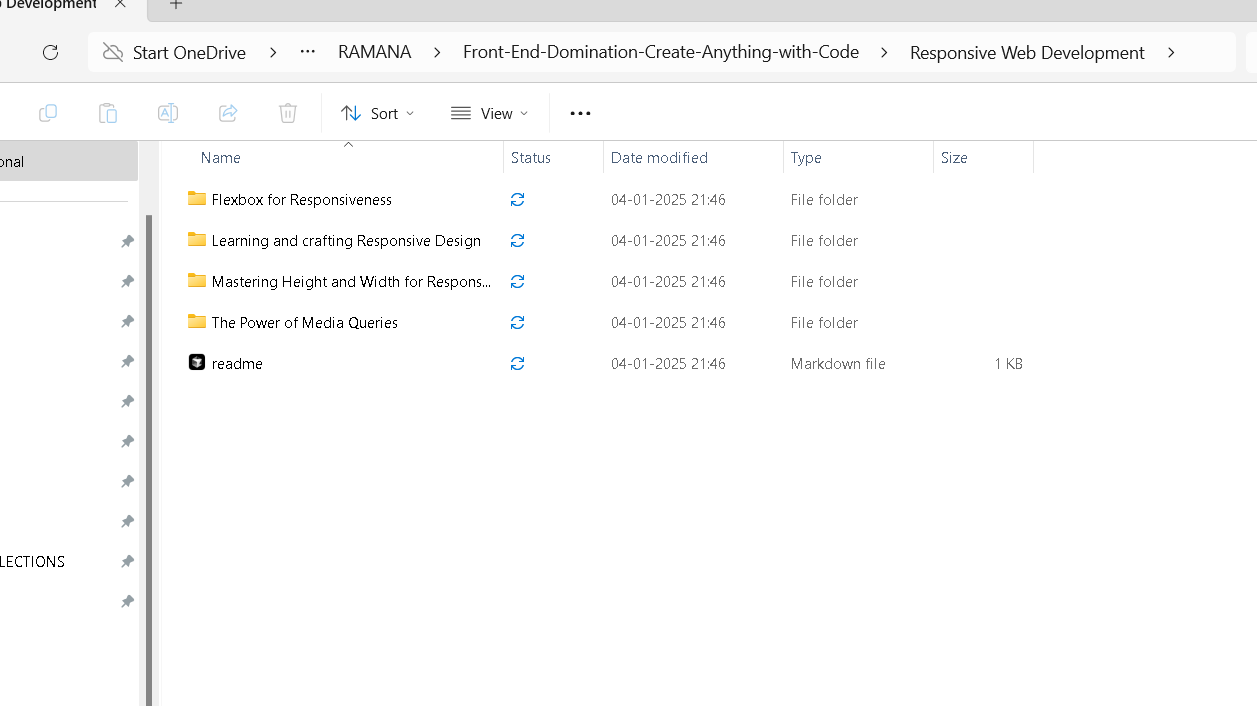 Development
Start OneDrive > ... RAMANA > Front-End-Domination-Create-Anything-with-Code > Responsive Web Development >
Sort View
onal
Name Status Date modified Type Size
Flexbox for Responsiveness 04-01-2025 21:46 File folder
Learning and crafting Responsive Design 04-01-2025 21:46 File folder
Mastering Height and Width for Respons... 04-01-2025 21:46 File folder
The Power of Media Queries 04-01-2025 21:46 File folder
readme 04-01-2025 21:46 Markdown file 1 KB
LECTIONS